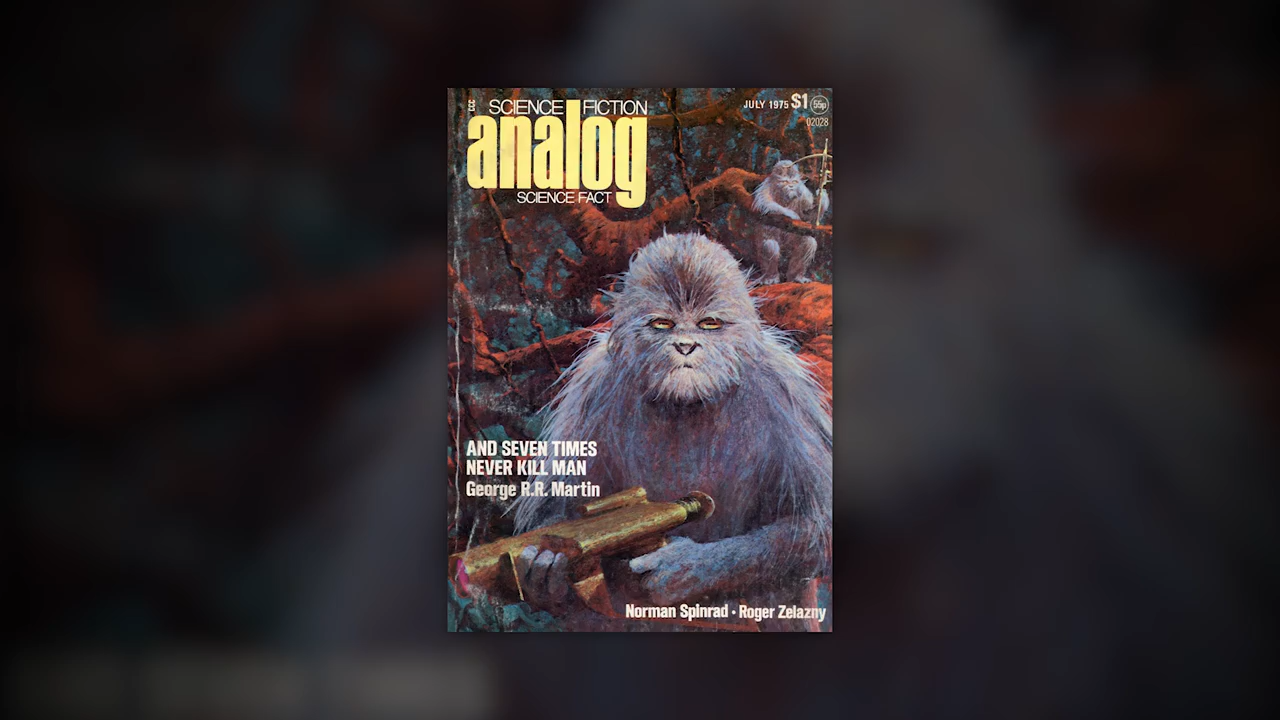 SCIENCE FICTION
analog
SCIENCE FACT
JULY 1975 $1 55p
02028
AND SEVEN TIMES
NEVER KILL MAN
George R.R. Martin
Norman Spinrad • Roger Zelazny